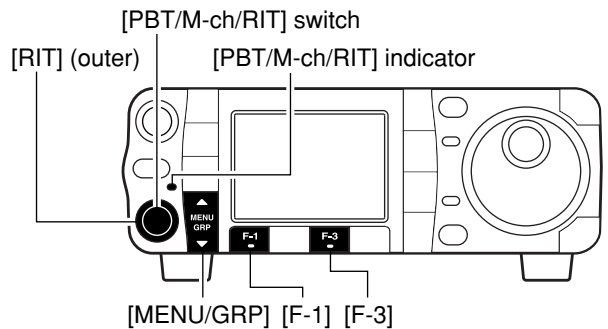 [PBT/M-ch/RIT] switch
[RIT] (outer)
[PBT/M-ch/RIT] indicator
MENU
GRP
F-1
F-3
[MENU/GRP] [F-1] [F-3]